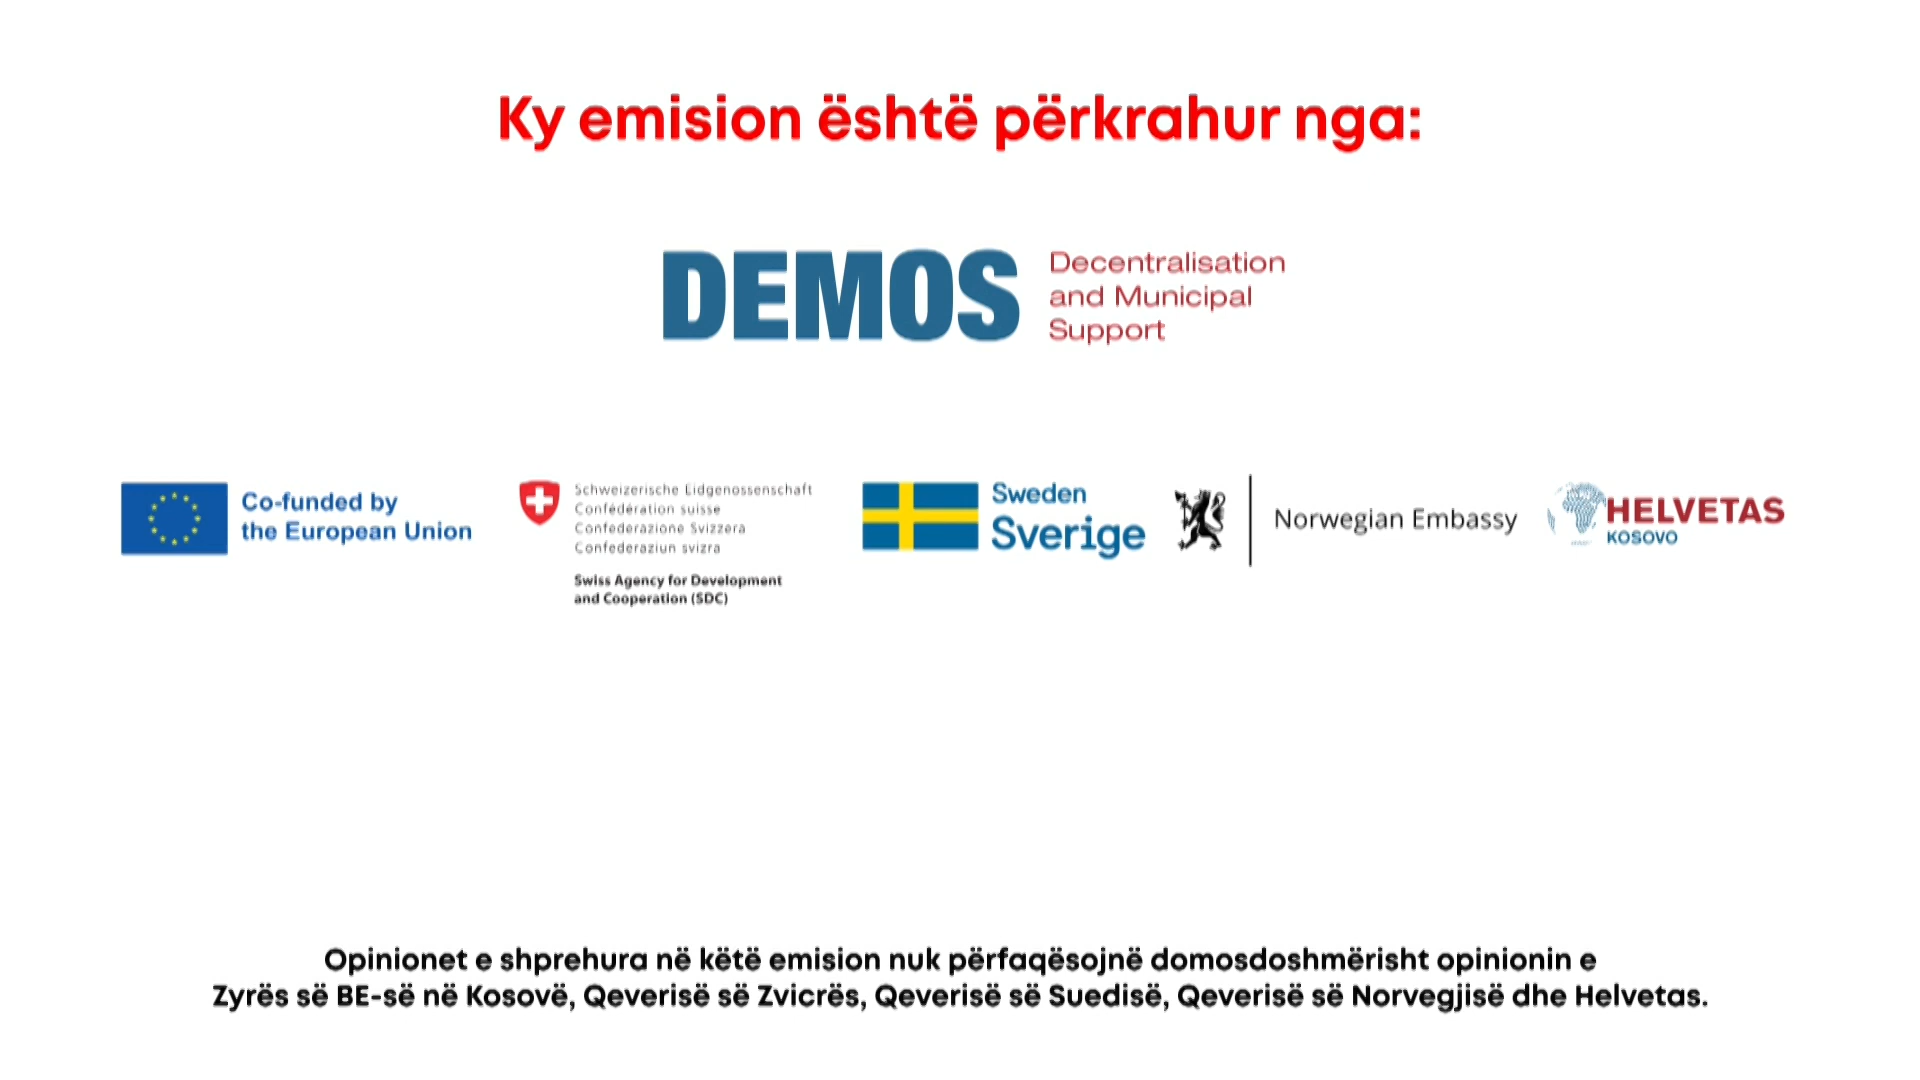 Ky emision është përkrahur nga:
DEMOS
Decentralisation
and Municipal
Support
Co-funded by
the European Union
Schweizerische Eidgenossenschaft
Confédération suisse
Confederazione Svizzera
Confederaziun svizra
Swiss Agency for Development
and Cooperation (SDC)
Sweden
Sverige
Norwegian Embassy
HELVETAS
KOSOVO
Opinionet e shprehura në këtë emision nuk përfaqësojnë domosdoshmërisht opinionin e
Zyrës së BE-së në Kosovë, Qeverisë së Zvicrës, Qeverisë së Suedisë, Qeverisë së Norvegjisë dhe Helvetas.